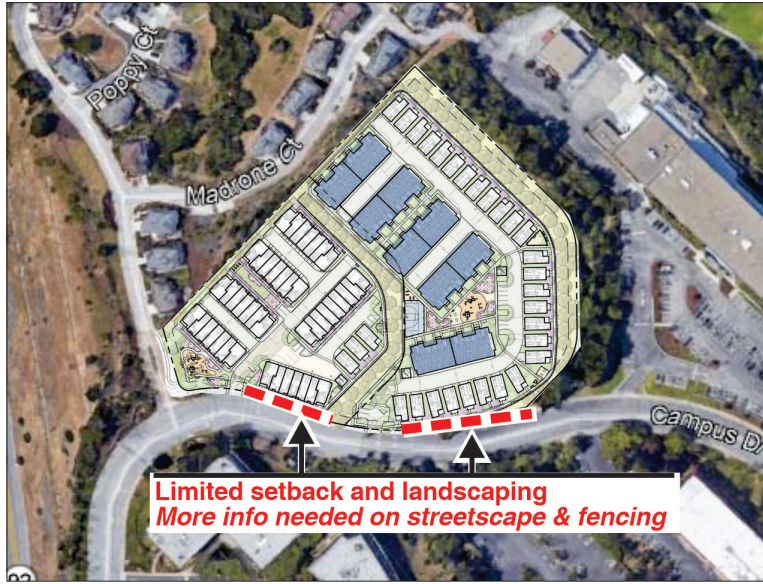 Poppy Ct
Madrone Ct
Campus D
Limited setback and landscaping
More info needed on streetscape & fencing